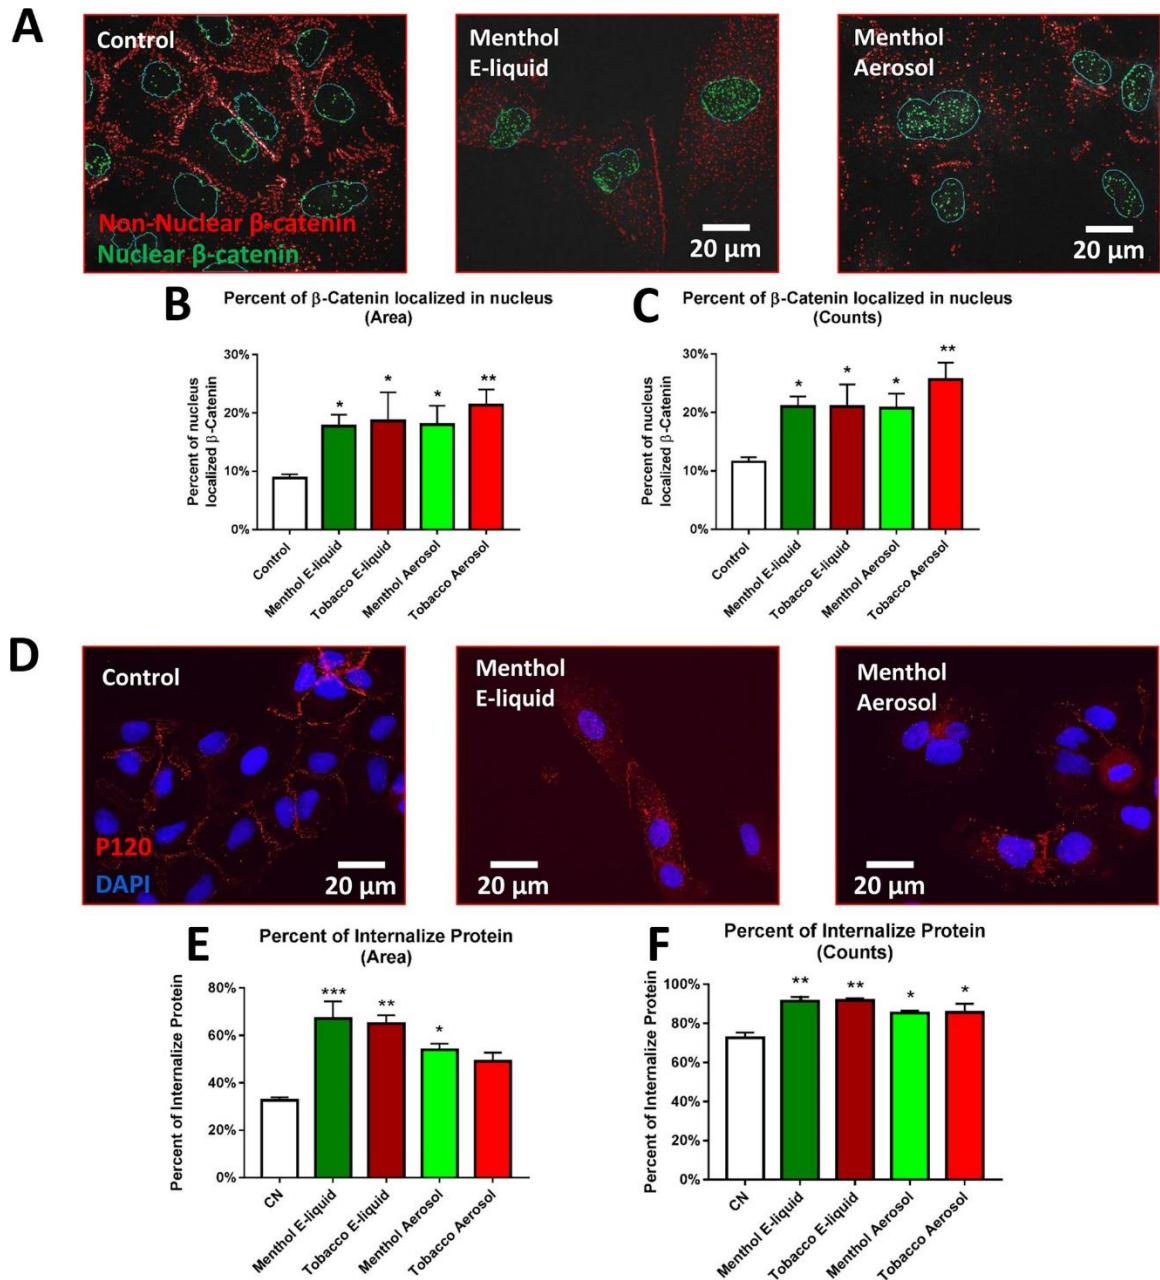 A
Control
Non-Nuclear β-catenin
Nuclear β-catenin
Menthol
E-liquid
20 μm
Menthol
Aerosol
20 μm
B
Percent of β-Catenin localized in nucleus
(Area)
Percent of nucleus
localized β-Catenin
30%
20%
10%
0%
*
*
*
**
Control
Menthol E-liquid
Tobacco E-liquid
Menthol Aerosol
Tobacco Aerosol
C
Percent of β-Catenin localized in nucleus
(Counts)
Percent of nucleus
localized β-Catenin
30%
20%
10%
0%
*
*
*
**
Control
Menthol E-liquid
Tobacco E-liquid
Menthol Aerosol
Tobacco Aerosol
D
Control
P120
DAPI
20 μm
Menthol
E-liquid
20 μm
Menthol
Aerosol
20 μm
E
Percent of Internalize Protein
(Area)
Percent of Internalize Protein
80%
60%
40%
20%
0%
***
**
*
CN
Menthol E-liquid
Tobacco E-liquid
Menthol Aerosol
Tobacco Aerosol
F
Percent of Internalize Protein
(Counts)
Percent of Internalize Protein
100%
80%
60%
40%
20%
0%
**
**
*
*
CN
Menthol E-liquid
Tobacco E-liquid
Menthol Aerosol
Tobacco Aerosol